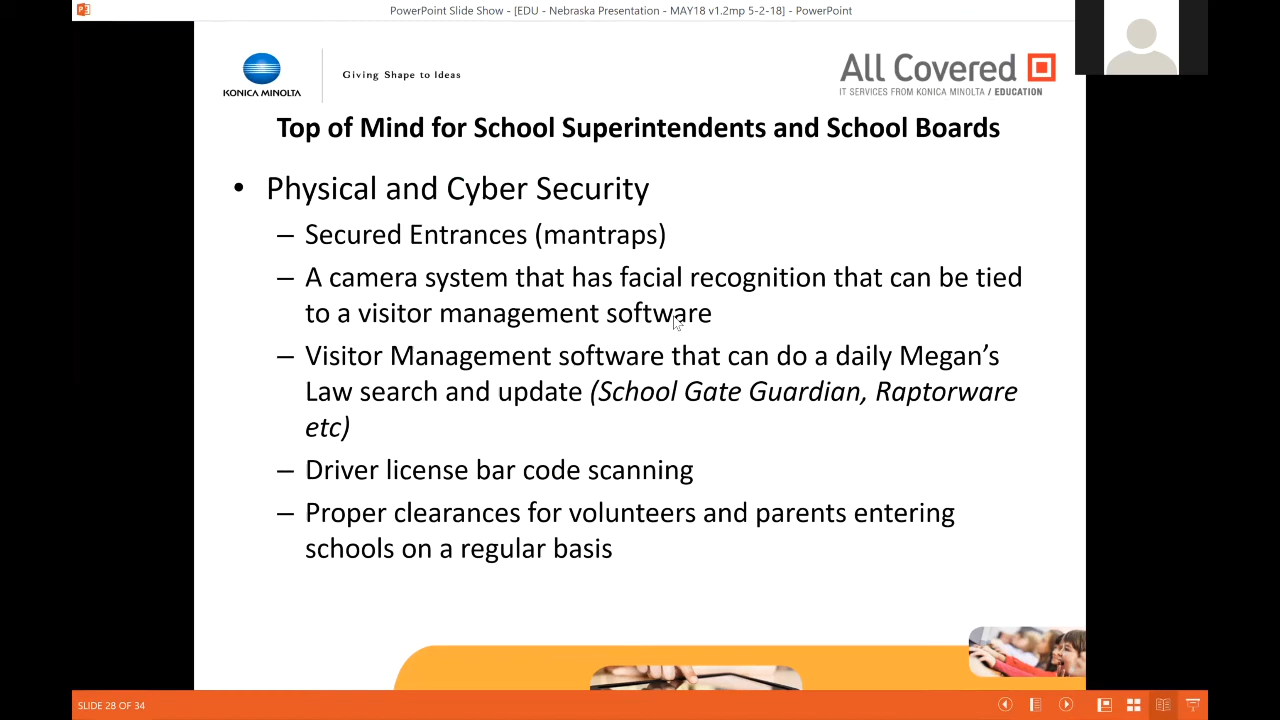 PowerPoint Slide Show - [EDU - Nebraska Presentation - MAY18 v1.2mp 5-2-18] - PowerPoint
KONICA MINOLTA
Giving Shape to Ideas
All Covered
IT SERVICES FROM KONICA MINOLTA / EDUCATION
Top of Mind for School Superintendents and School Boards
• Physical and Cyber Security
– Secured Entrances (mantraps)
– A camera system that has facial recognition that can be tied
to a visitor management software
– Visitor Management software that can do a daily Megan’s
Law search and update (School Gate Guardian, Raptorware
etc)
– Driver license bar code scanning
– Proper clearances for volunteers and parents entering
schools on a regular basis
SLIDE 28 OF 34